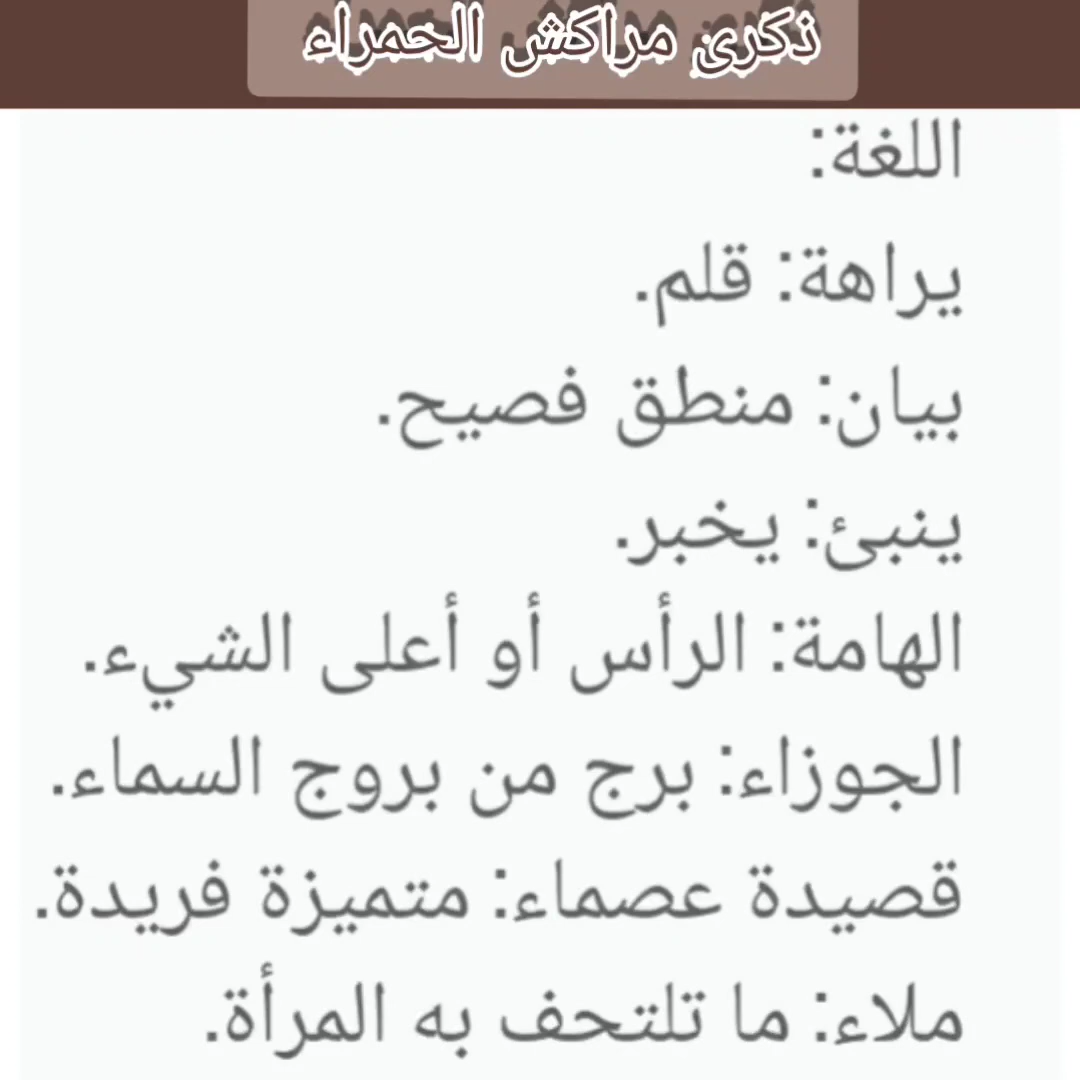 ذكرى مراكش الحمراء
اللغة:
يراهة: قلم.
بيان: منطق فصيح.
ينبئ: يخبر.
الهامة: الرأس أو أعلى الشيء.
الجوزاء: برج من بروج السماء.
قصيدة عصماء: متميزة فريدة.
ملاء: ما تلتحف به المرأة.